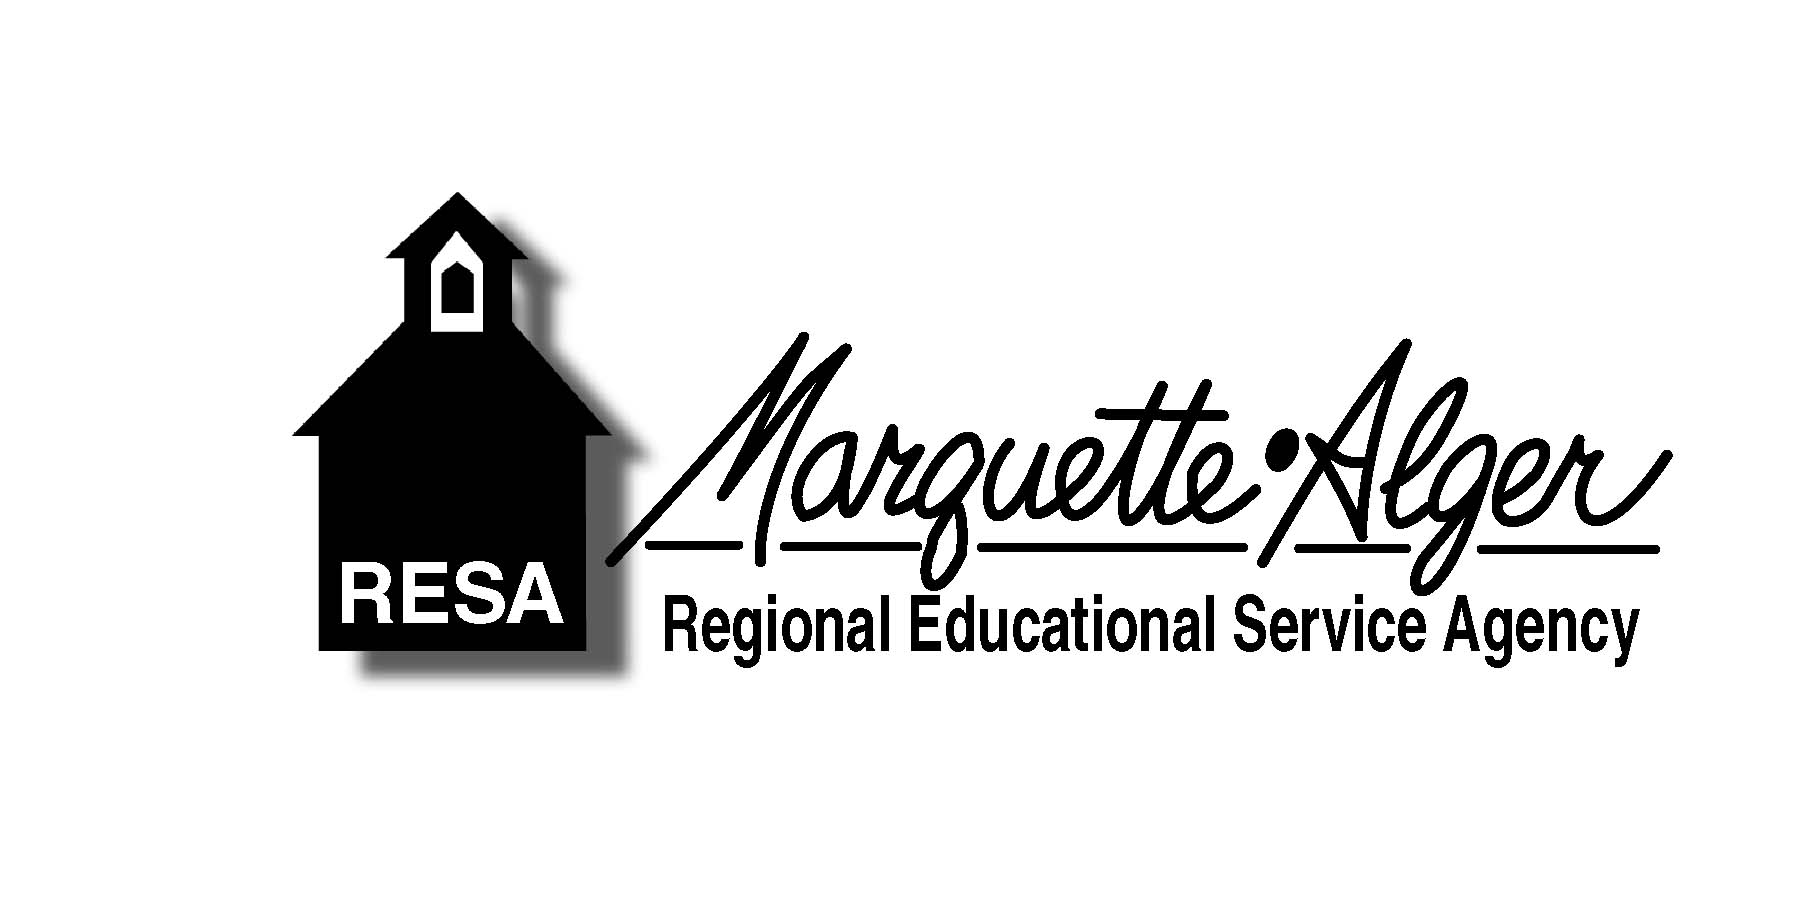 RESA
Marquette•Alger
Regional Educational Service Agency